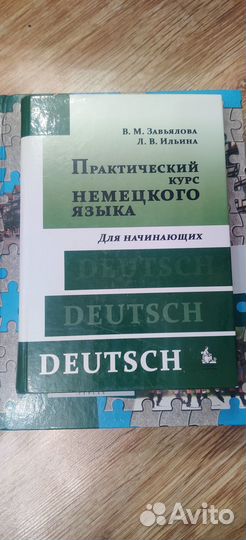 В. М. Завьялова
Л. В. Ильина
Практический
курс
немецкого
языка
Для начинающих
DEUTSCH
DEUTSCH
DEUTSCH
Avito